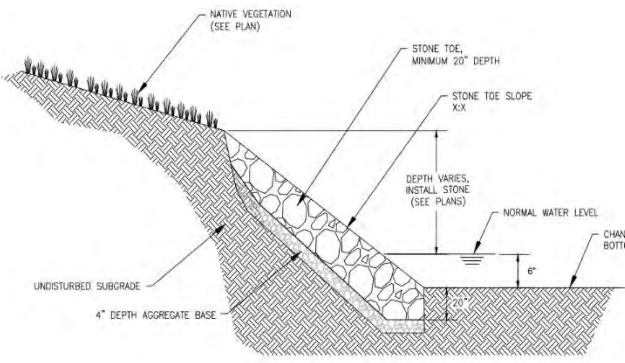 NATIVE VEGETATION
(SEE PLAN)
STONE TOE,
MINIMUM 20" DEPTH
STONE TOE SLOPE
X:X
DEPTH VARIES,
INSTALL STONE
(SEE PLANS)
NORMAL WATER LEVEL
6"
20"
UNDISTURBED SUBGRADE
4" DEPTH AGGREGATE BASE